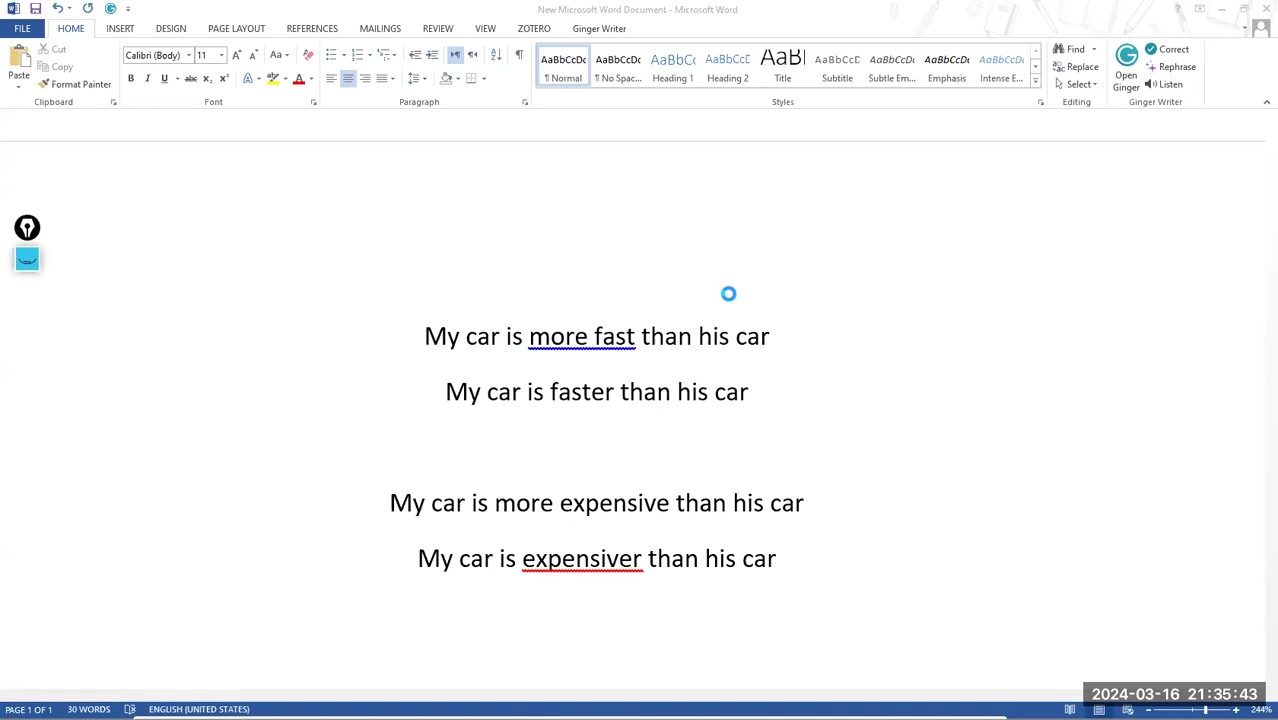 New Microsoft Word Document - Microsoft Word
FILE HOME INSERT DESIGN PAGE LAYOUT REFERENCES MAILINGS REVIEW VIEW ZOTERO Ginger Writer
Paste
Cut
Copy
Format Painter
Clipboard
Calibri (Body) 11
Font
Paragraph
AaBbCcDc AaBbCcDc AaBbCc AaBbCcD AaBl AaBbCcD AaBbCcDc AaBbCcDc AaBbCcDc
¶ Normal ¶ No Spac... Heading 1 Heading 2 Title Subtitle Subtle Em... Emphasis Intense E...
Styles
Find
Replace
Select
Editing
Open Ginger
Correct
Rephrase
Listen
Ginger Writer
My car is more fast than his car
My car is faster than his car
My car is more expensive than his car
My car is expensiver than his car
2024-03-16 21:35:43
PAGE 1 OF 1 30 WORDS ENGLISH (UNITED STATES) 244%